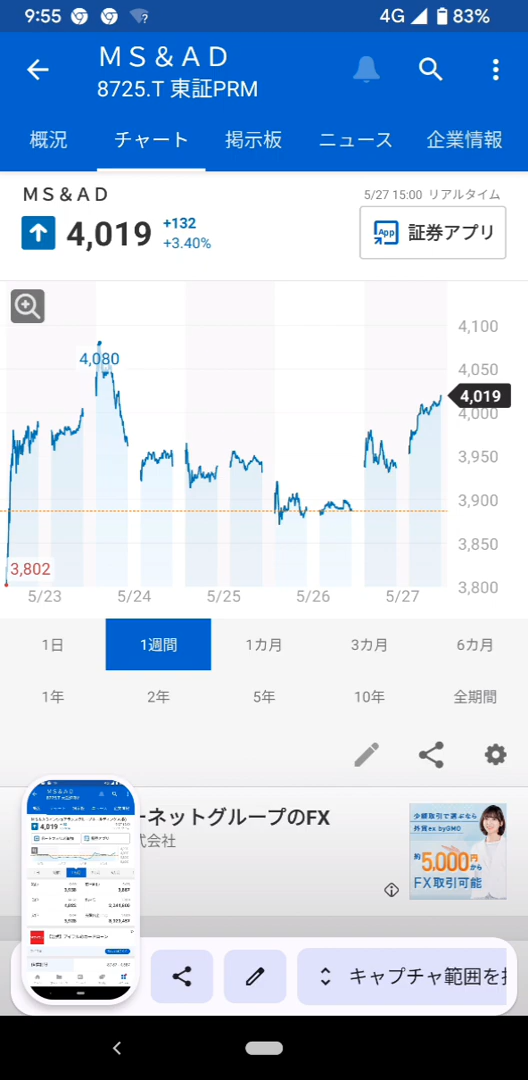 9:55 4G 83%
ＭＳ＆ＡＤ
8725.T 東証PRM
概況 チャート 掲示板 ニュース 企業情報
ＭＳ＆ＡＤ
5/27 15:00 リアルタイム
4,019 +132
+3.40%
App 証券アプリ
4,100
4,080
4,050
4,019
4,000
3,950
3,900
3,850
3,802
3,800
5/23 5/24 5/25 5/26 5/27
1日 1週間 1カ月 3カ月 6カ月
1年 2年 5年 10年 全期間
ーネットグループのFX
式会社
少額取引で選ぶなら
外貨ex byGMO
約5,000円から
FX取引可能
キャプチャ範囲を